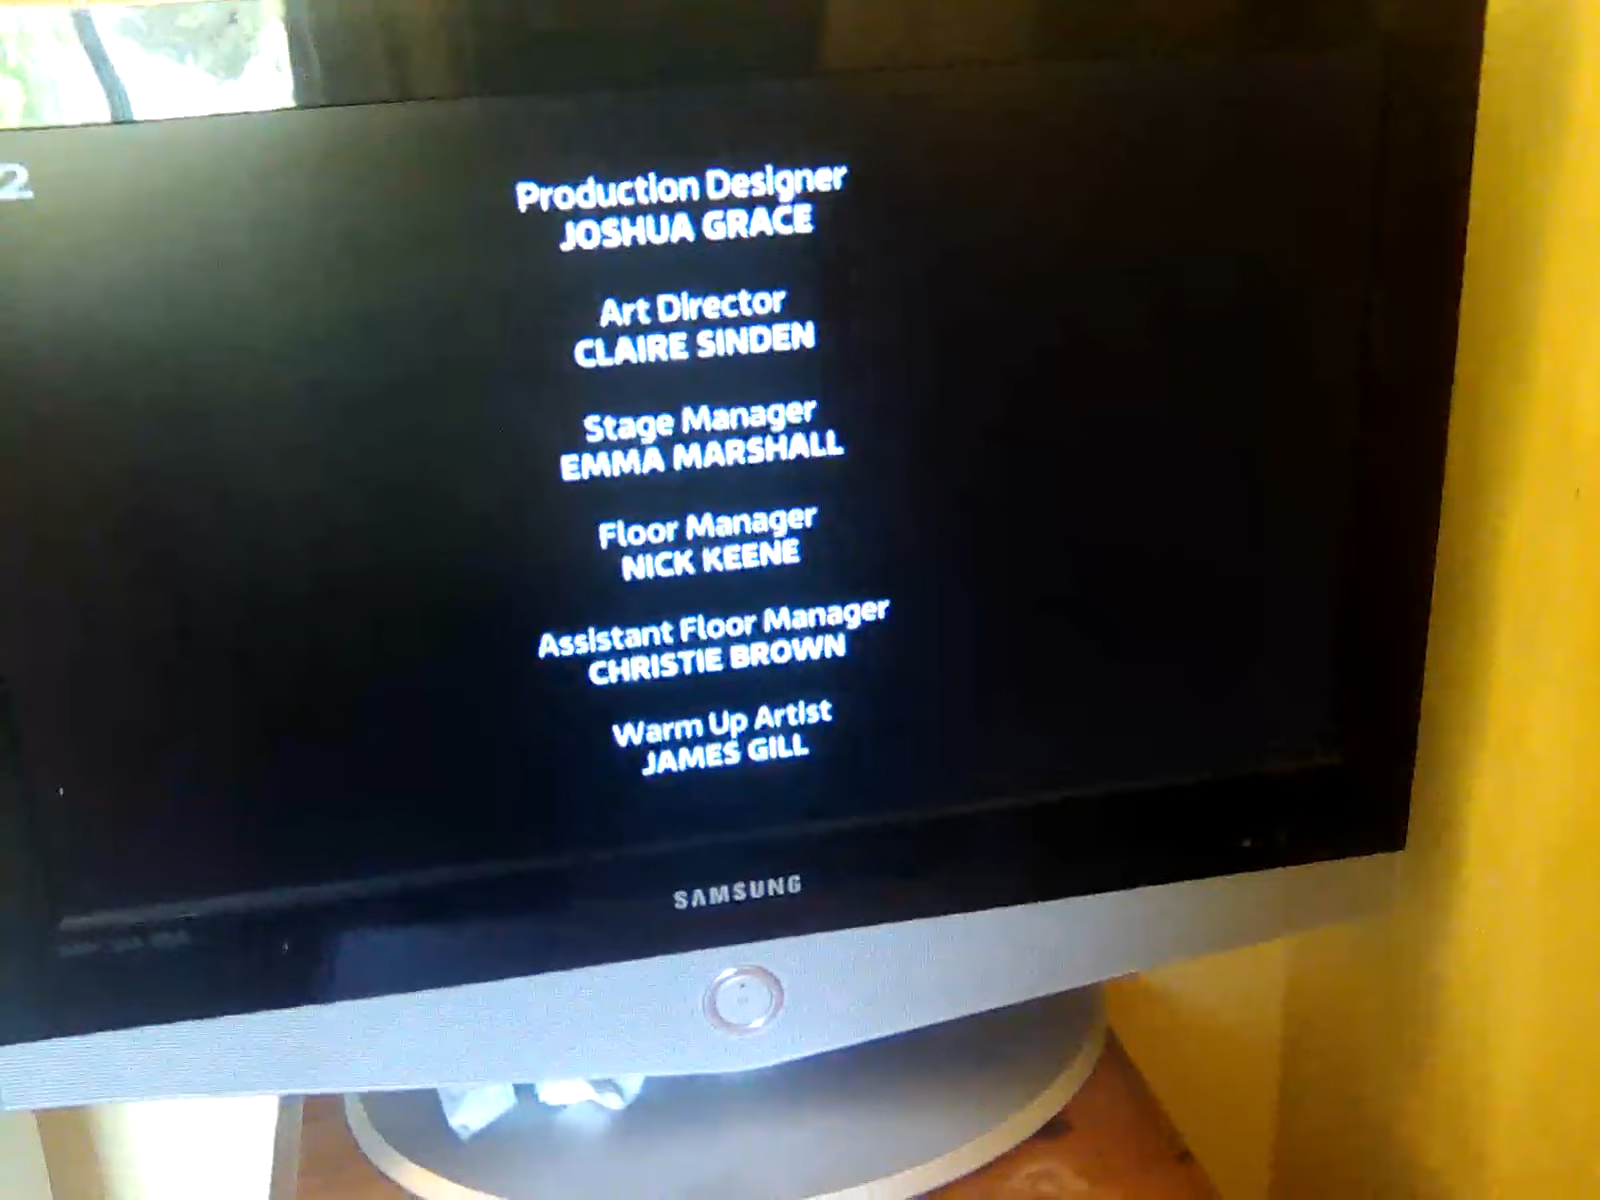 2
Production Designer
JOSHUA GRACE
Art Director
CLAIRE SINDEN
Stage Manager
EMMA MARSHALL
Floor Manager
NICK KEENE
Assistant Floor Manager
CHRISTIE BROWN
Warm Up Artist
JAMES GILL
SAMSUNG